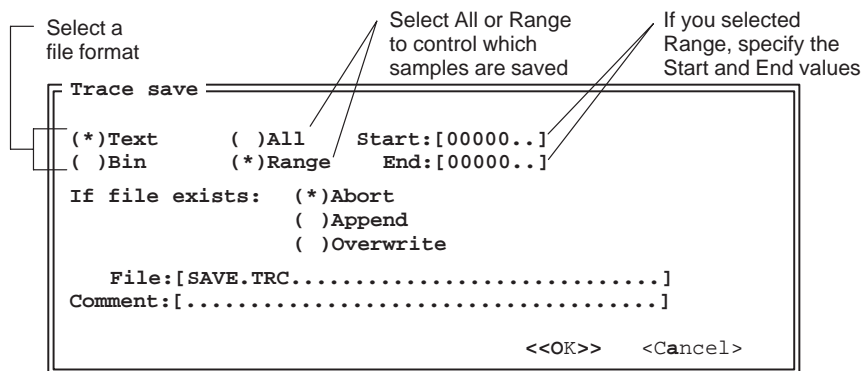 Select a
file format
Select All or Range
to control which
samples are saved
If you selected
Range, specify the
Start and End values
Trace save
(*)Text ( )All Start:[00000..]
( )Bin (*)Range End:[00000..]
If file exists: (*)Abort
( )Append
( )Overwrite
File:[SAVE.TRC.............................]
Comment:[.....................................]
<<OK>> <Cancel>